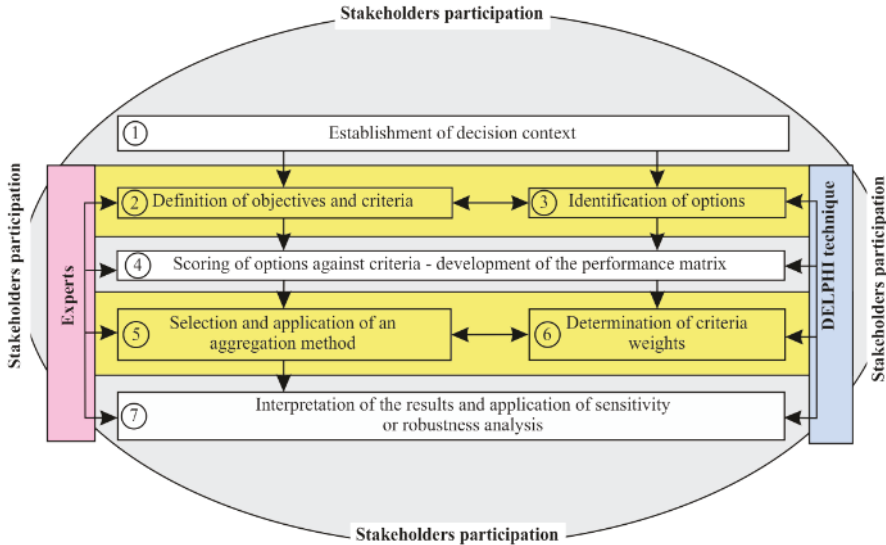 Stakeholders participation
1
Establishment of decision context
Stakeholders participation
Experts
2
Definition of objectives and criteria
3
Identification of options
4
Scoring of options against criteria - development of the performance matrix
5
Selection and application of an
aggregation method
6
Determination of criteria
weights
7
Interpretation of the results and application of sensitivity
or robustness analysis
DELPHI technique
Stakeholders participation
Stakeholders participation